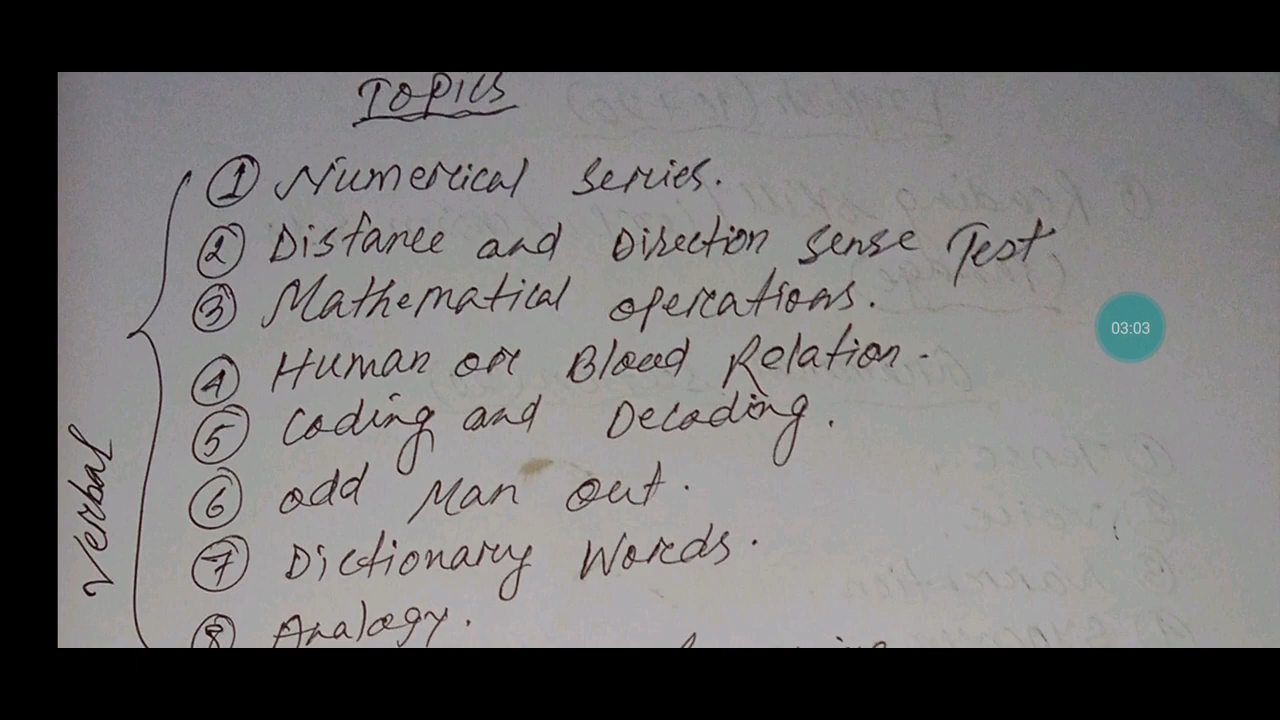 Topics
① Numerical Series.
② Distance and Direction Sense Test
③ Mathematical operations.
④ Human or Blood Relation.
⑤ Coding and Decoding.
⑥ odd Man out.
⑦ Dictionary Words.
⑧ Analogy.
Verbal
03:03